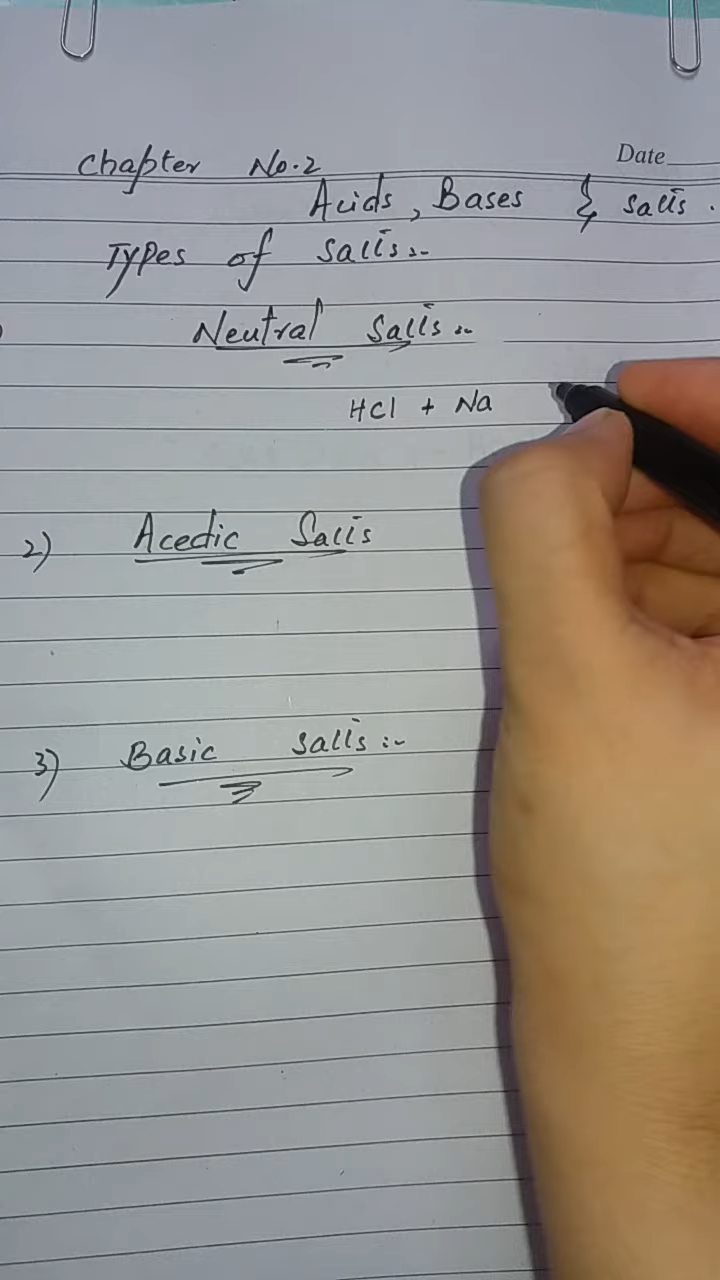 Chapter No.2
Date
Acids, Bases & Salts.
Types of Salts:-
Neutral Salts:-
HCl + Na
2) Acedic Salts
3) Basic Salts:-